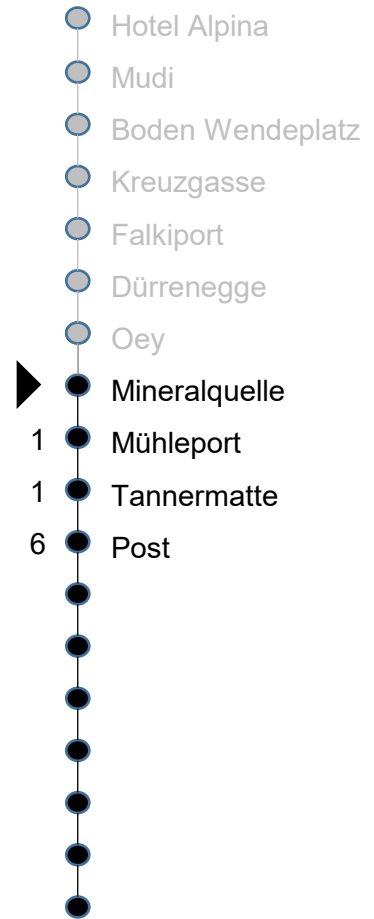 Hotel Alpina
Mudi
Boden Wendeplatz
Kreuzgasse
Falkiport
Dürrenegge
Oey
Mineralquelle
1 Mühleport
1 Tannermatte
6 Post